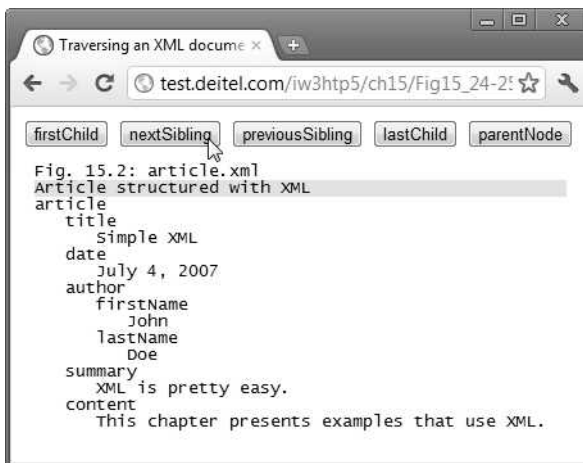 Traversing an XML docume
test.deitel.com/iw3htp5/ch15/Fig15_24-25
firstChild nextSibling previousSibling lastChild parentNode
Fig. 15.2: article.xml
Article structured with XML
article
title
Simple XML
date
July 4, 2007
author
firstName
John
lastName
Doe
summary
XML is pretty easy.
content
This chapter presents examples that use XML.